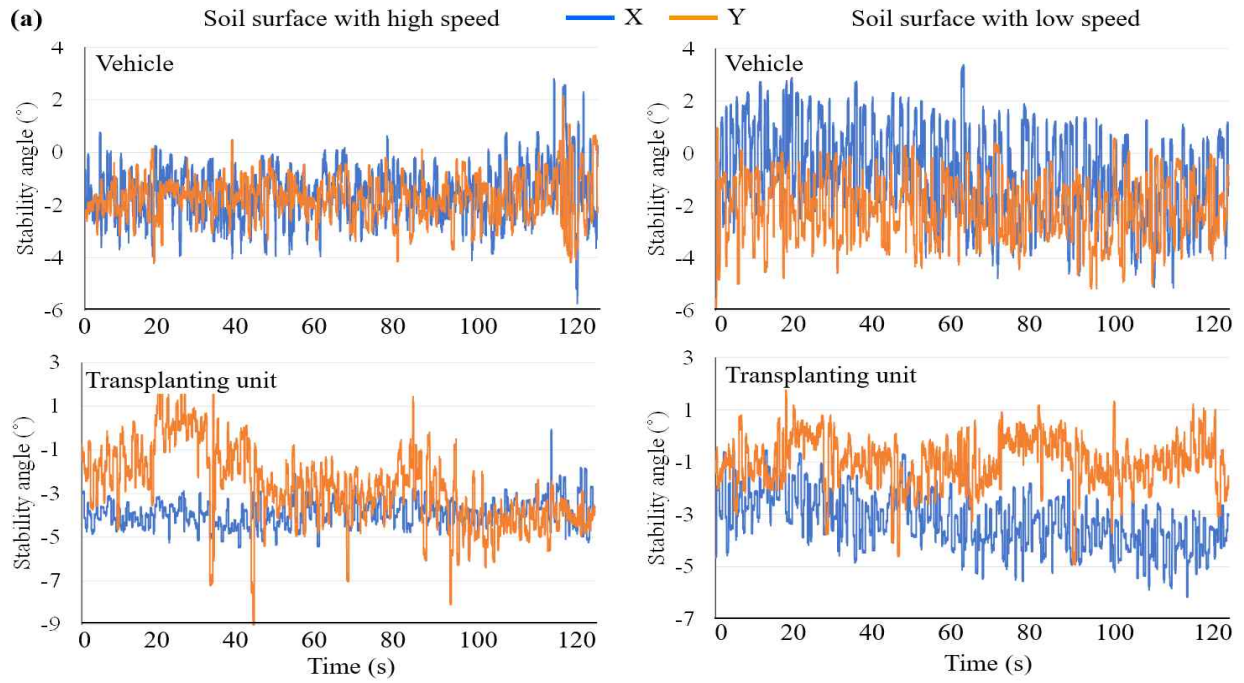 (a) Soil surface with high speed X Y Soil surface with low speed
Vehicle
Stability angle (°)
4
2
0
-2
-4
-6
0 20 40 60 80 100 120
Vehicle
Stability angle (°)
4
2
0
-2
-4
-6
0 20 40 60 80 100 120
Transplanting unit
Stability angle (°)
3
1
-1
-3
-5
-7
-9
0 20 40 60 80 100 120
Time (s)
Transplanting unit
Stability angle (°)
3
1
-1
-3
-5
-7
0 20 40 60 80 100 120
Time (s)